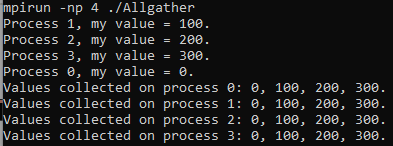 mpirun -np 4 ./Allgather
Process 1, my value = 100.
Process 2, my value = 200.
Process 3, my value = 300.
Process 0, my value = 0.
Values collected on process 0: 0, 100, 200, 300.
Values collected on process 1: 0, 100, 200, 300.
Values collected on process 2: 0, 100, 200, 300.
Values collected on process 3: 0, 100, 200, 300.